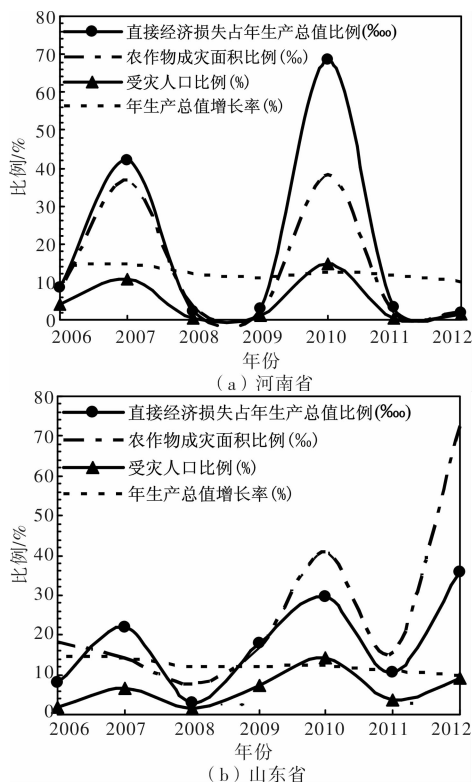 80
70
60
50
40
30
20
10
0
比例/%
直接经济损失占年生产总值比例(‱)
农作物成灾面积比例(‰)
受灾人口比例(%)
年生产总值增长率(%)
2006 2007 2008 2009 2010 2011 2012
年份
(a)河南省
80
70
60
50
40
30
20
10
0
比例/%
直接经济损失占年生产总值比例(‱)
农作物成灾面积比例(‰)
受灾人口比例(%)
年生产总值增长率(%)
2006 2007 2008 2009 2010 2011 2012
年份
(b)山东省